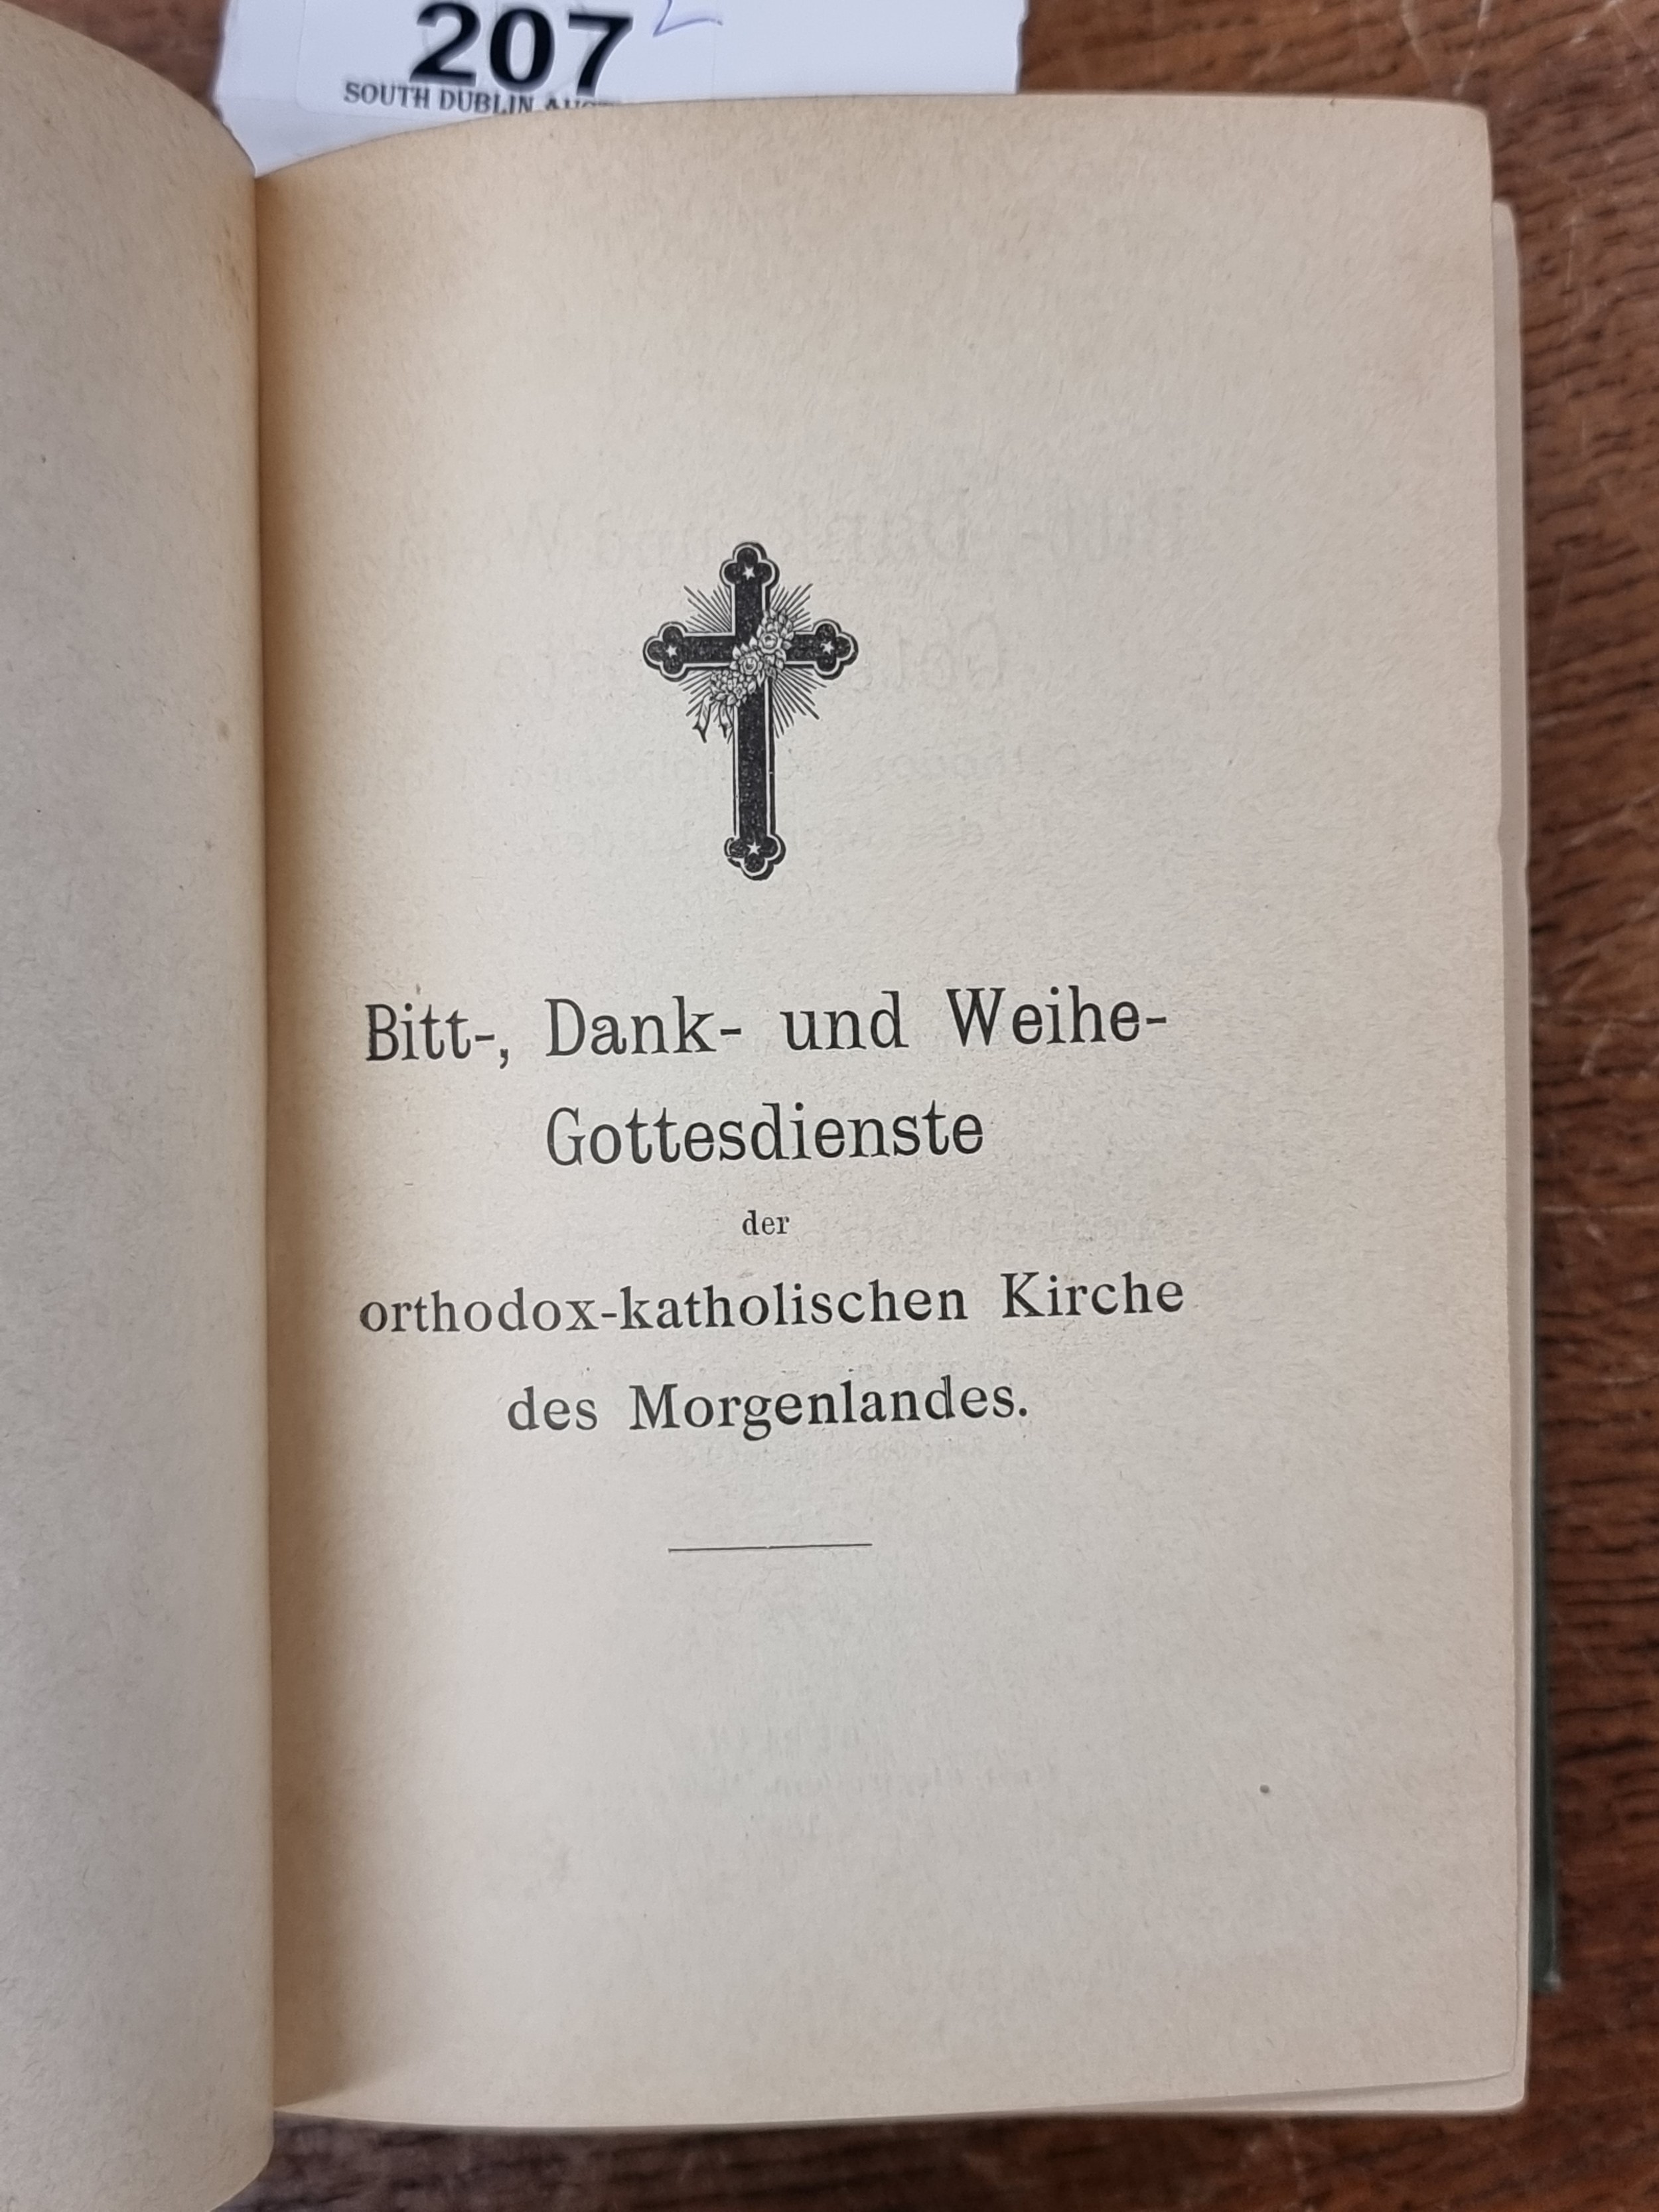 207
SOUTH DUBLIN
Bitt-, Dank- und Weihe-
Gottesdienste
der
orthodox-katholischen Kirche
des Morgenlandes.